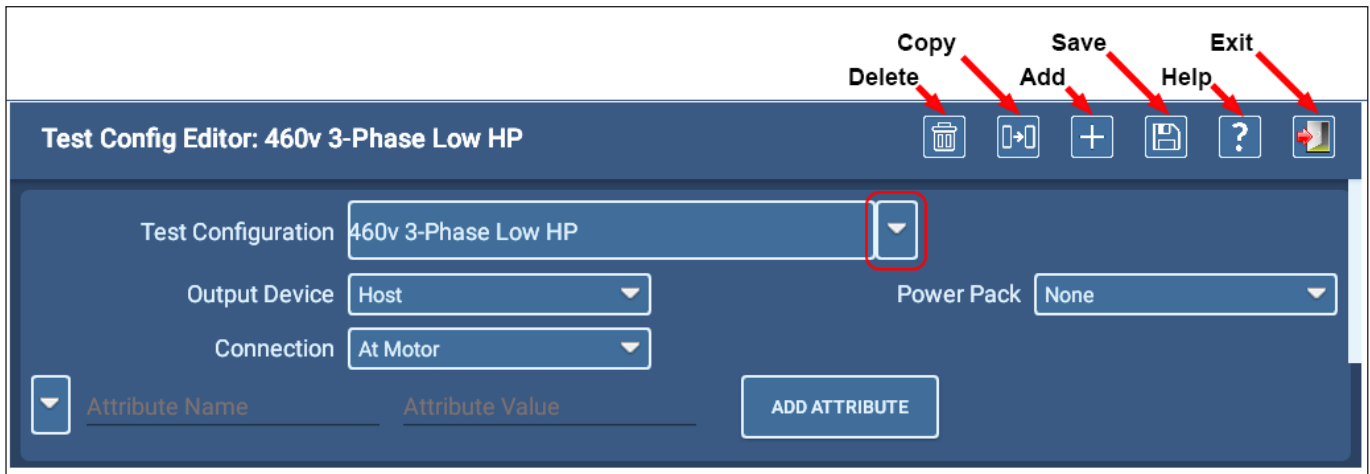 Copy Save Exit
Delete Add Help
Test Config Editor: 460v 3-Phase Low HP
?
Test Configuration 460v 3-Phase Low HP
Output Device Host Power Pack None
Connection At Motor
Attribute Name Attribute Value ADD ATTRIBUTE